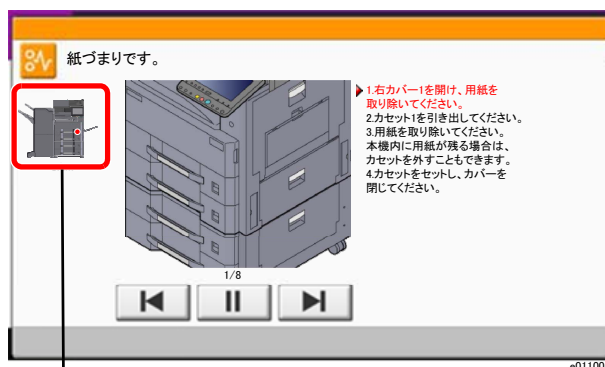 紙づまりです。
1.右カバー1を開け、用紙を
取り除いてください。
2.カセット1を引き出してください。
3.用紙を取り除いてください。
本機内に用紙が残る場合は、
カセットを外すこともできます。
4.カセットをセットし、カバーを
閉じてください。
1/8